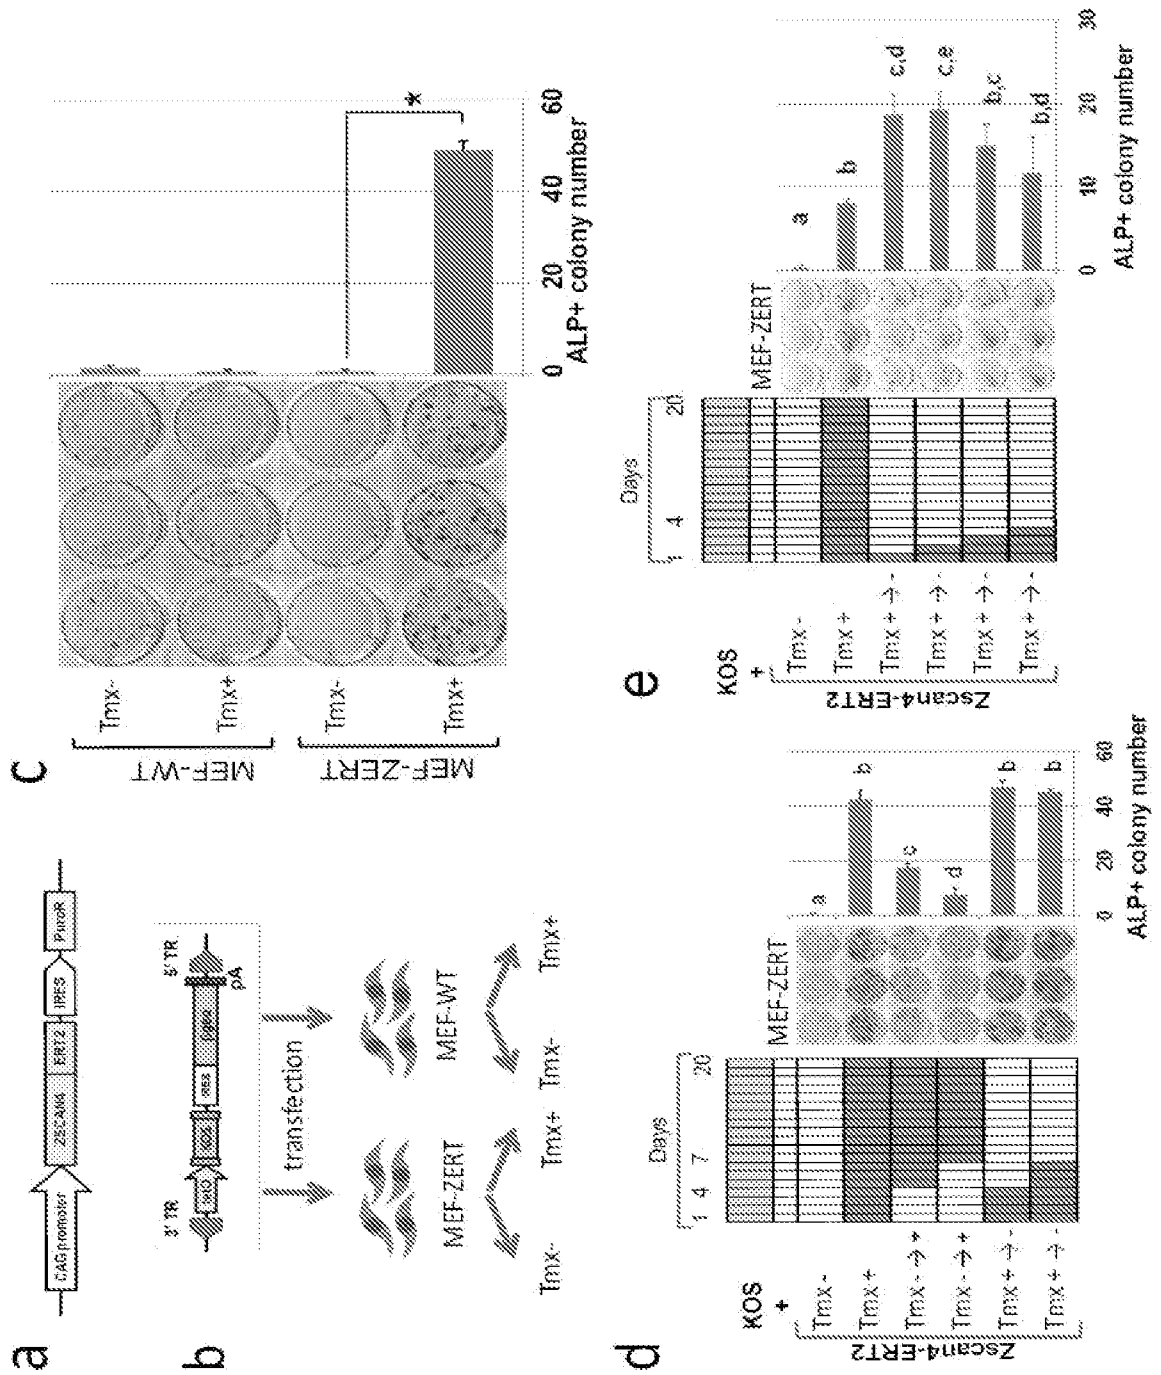 a
CAG promoter
ZSCAN4
ERT2
IRES
PuroR
b
3' TR
5' TR
tetO
IRES
pA
transfection
MEF-ZERT
MEF-WT
Tmx-
Tmx+
Tmx-
Tmx+
c
MEF-WT
Tmx-
Tmx+
MEF-ZERT
Tmx-
Tmx+
*
0
20
40
60
ALP+ colony number
d
Days
1
4
7
20
MEF-ZERT
KOS
+
Zscan4-ERT2
Tmx-
a
Tmx+
b
Tmx-→+
c
Tmx-→+
d
Tmx+→-
b
Tmx+→-
b
0
20
40
60
ALP+ colony number
e
Days
1
4
20
MEF-ZERT
KOS
+
Zscan4-ERT2
Tmx-
a
Tmx+
b
Tmx+→-
c,d
Tmx+→-
c,e
Tmx+→-
b,c
Tmx+→-
b,d
0
10
20
30
ALP+ colony number